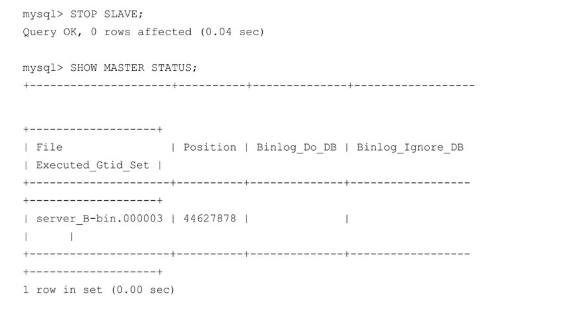 mysql> STOP SLAVE;
Query OK, 0 rows affected (0.04 sec)
mysql> SHOW MASTER STATUS;
+---------------------+----------+--------------+-----------------
+-------------------+
| File                | Position | Binlog_Do_DB | Binlog_Ignore_DB
| Executed_Gtid_Set |
+---------------------+----------+--------------+-----------------
+-------------------+
| server_B-bin.000003 | 44627878 |              |
|      |
+---------------------+----------+--------------+-----------------
+-------------------+
1 row in set (0.00 sec)